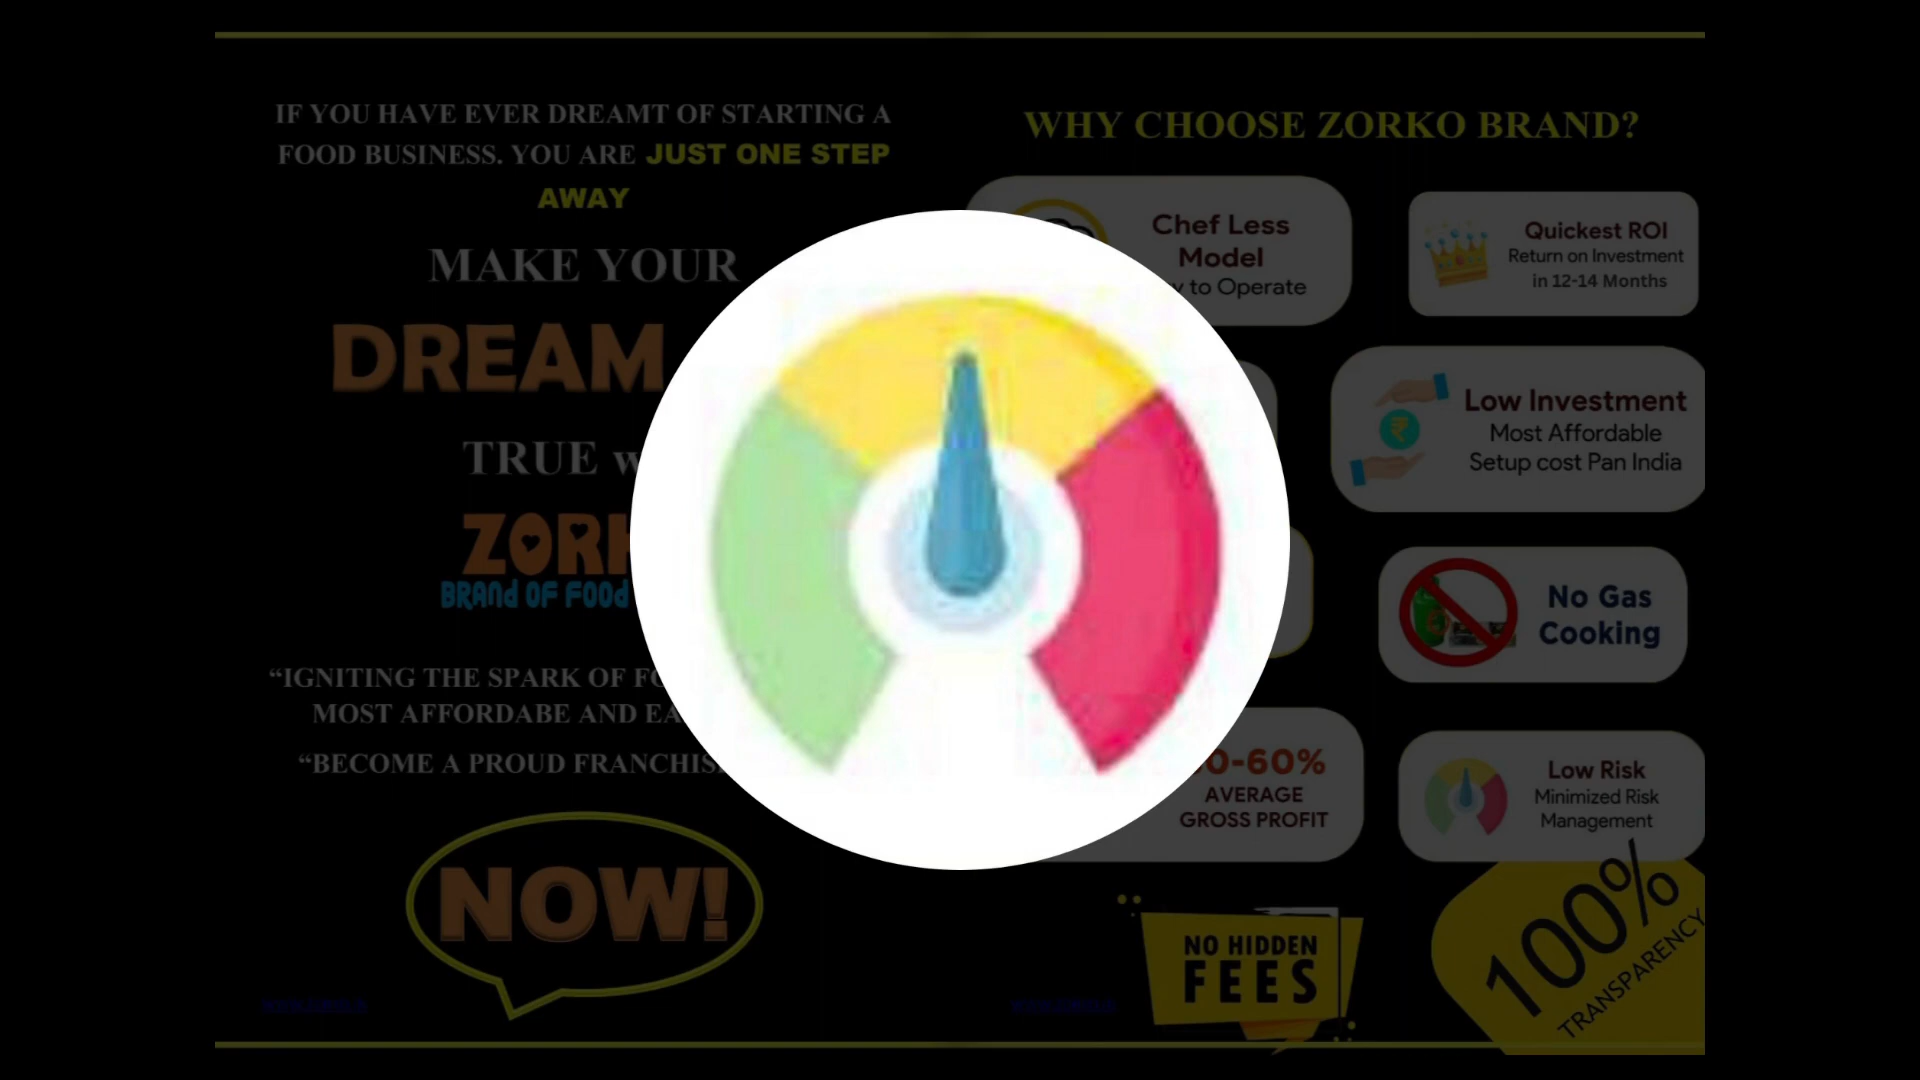 IF YOU HAVE EVER DREAMT OF STARTING A
FOOD BUSINESS. YOU ARE JUST ONE STEP
AWAY
MAKE YOUR
DREAM
TRUE
ZORK
BRAND OF FOOD
“IGNITING THE SPARK OF
MOST AFFORDABE AND
“BECOME A PROUD
NOW!
WHY CHOOSE ZORKO BRAND?
Chef Less
Model
to Operate
Quickest ROI
Return on Investment
in 12-14 Months
Low Investment
Most Affordable
Setup cost Pan India
No Gas
Cooking
0-60%
AVERAGE
GROSS PROFIT
Low Risk
Minimized Risk
Management
NO HIDDEN
FEES
100%
TRANSPARENCY